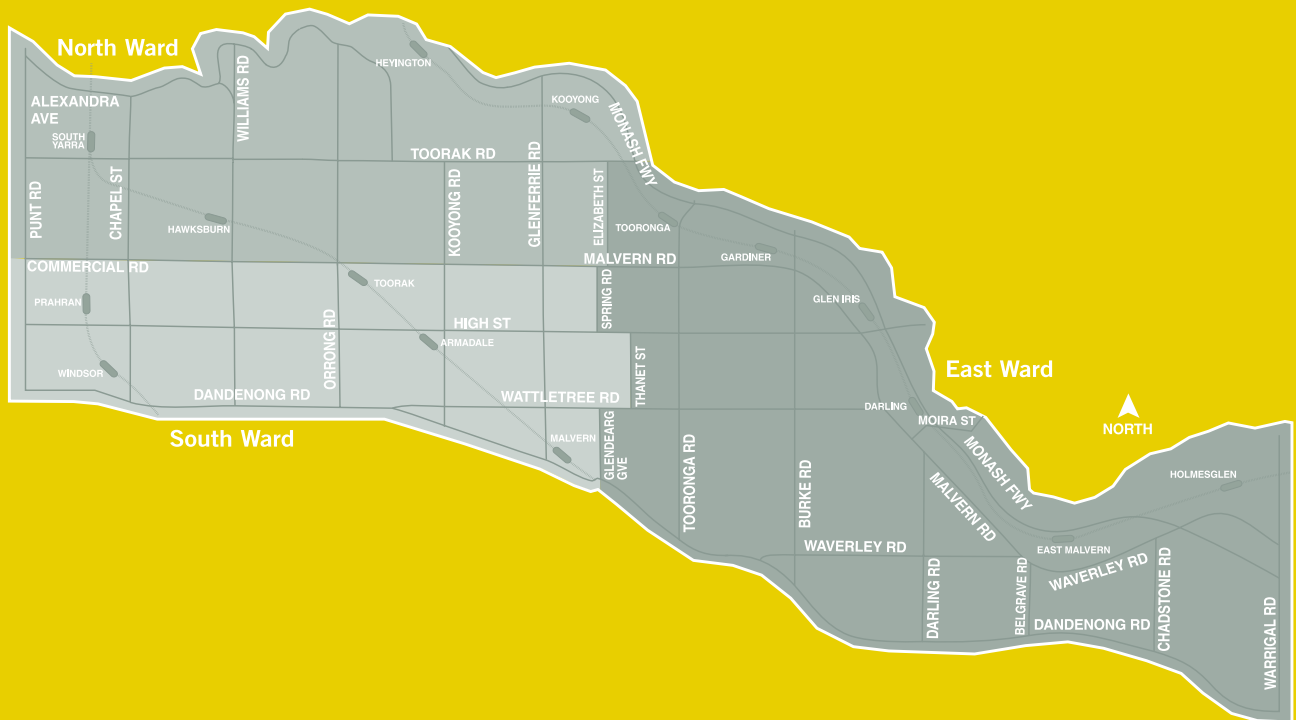 North Ward
HEYINGTON
WILLIAMS RD
KOOYONG
ALEXANDRA
AVE
MONASH FWY
SOUTH
YARRA
TOORAK RD
PUNT RD
CHAPEL ST
KOOYONG RD
GLENFERRIE RD
ELIZABETH ST
HAWKSBURN
TOORONGA
MALVERN RD
GARDINER
COMMERCIAL RD
TOORAK
SPRING RD
PRAHRAN
GLEN IRIS
HIGH ST
ORRONG RD
ARMADALE
THANET ST
WINDSOR
East Ward
DANDENONG RD
WATTLETREE RD
DARLING
MOIRA ST
NORTH
South Ward
MALVERN
GLENDEARG
GVE
TOORONGA RD
BURKE RD
MALVERN RD
MONASH FWY
HOLMESGLEN
WAVERLEY RD
EAST MALVERN
WAVERLEY RD
DARLING RD
BELGRAVE RD
CHADSTONE RD
DANDENONG RD
WARRIGAL RD